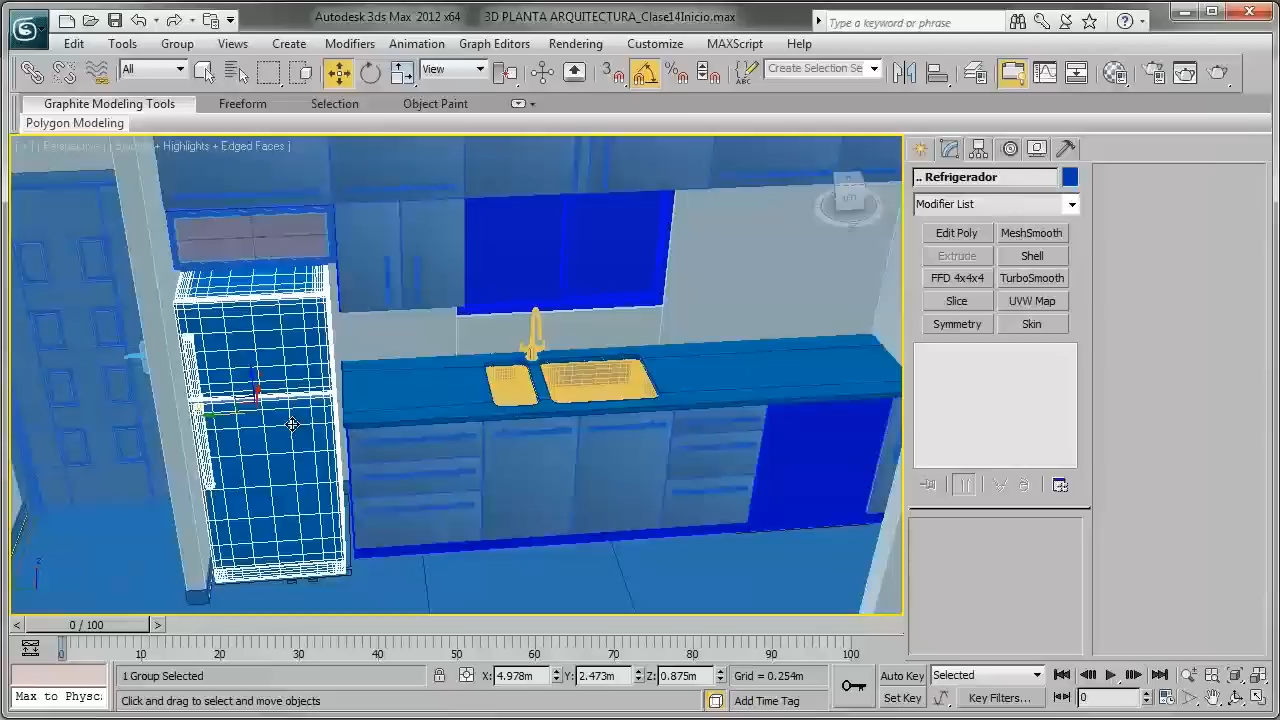 Autodesk 3ds Max 2012 x64 3D PLANTA ARQUITECTURA_Clase14Inicio.max
Type a keyword or phrase
Edit Tools Group Views Create Modifiers Animation Graph Editors Rendering Customize MAXScript Help
All View 3 Create Selection Se
Graphite Modeling Tools Freeform Selection Object Paint
Polygon Modeling
+ Highlights + Edged Faces ]
.. Refrigerador
Modifier List
Edit Poly MeshSmooth
Extrude Shell
FFD 4x4x4 TurboSmooth
Slice UVW Map
Symmetry Skin
z
< 0 / 100 >
0 10 20 30 40 50 60 70 80 90 100
1 Group Selected X: 4.978m Y: 2.473m Z: 0.875m Grid = 0.254m Auto Key Selected
Max to Physc: Click and drag to select and move objects Add Time Tag Set Key Key Filters... 0